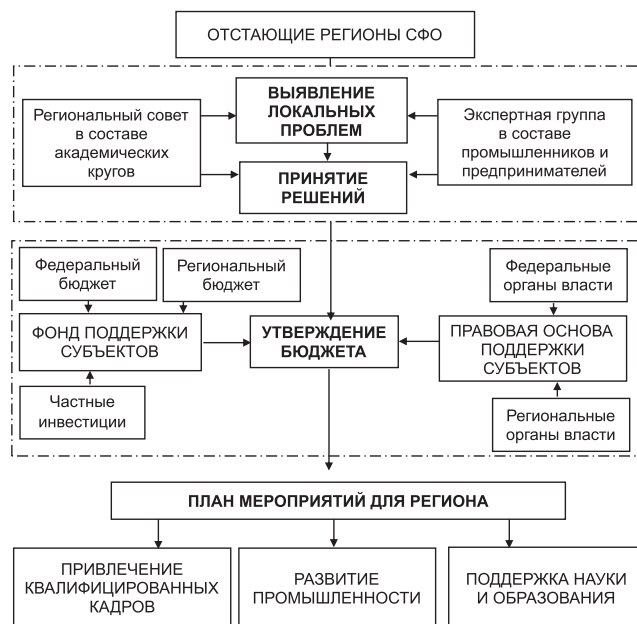 ОТСТАЮЩИЕ РЕГИОНЫ СФО
ВЫЯВЛЕНИЕ
ЛОКАЛЬНЫХ
ПРОБЛЕМ
Региональный совет
в составе
академических
кругов
Экспертная группа
в составе
промышленников и
предпринимателей
ПРИНЯТИЕ
РЕШЕНИЙ
Федеральный
бюджет
Региональный
бюджет
Федеральные
органы власти
ФОНД ПОДДЕРЖКИ
СУБЪЕКТОВ
УТВЕРЖДЕНИЕ
БЮДЖЕТА
ПРАВОВАЯ ОСНОВА
ПОДДЕРЖКИ
СУБЪЕКТОВ
Частные
инвестиции
Региональные
органы власти
ПЛАН МЕРОПРИЯТИЙ ДЛЯ РЕГИОНА
ПРИВЛЕЧЕНИЕ
КВАЛИФИЦИРОВАННЫХ
КАДРОВ
РАЗВИТИЕ
ПРОМЫШЛЕННОСТИ
ПОДДЕРЖКА НАУКИ
И ОБРАЗОВАНИЯ